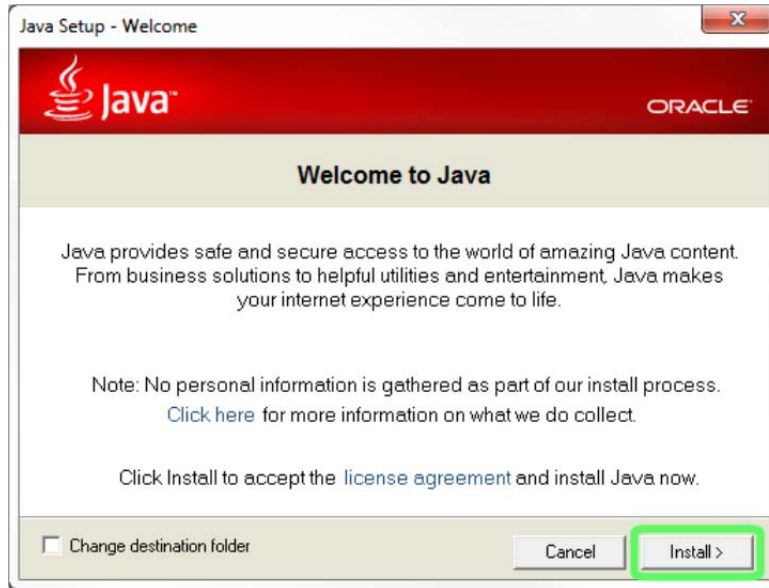 Java Setup - Welcome
Java™
ORACLE®
Welcome to Java
Java provides safe and secure access to the world of amazing Java content.
From business solutions to helpful utilities and entertainment, Java makes
your internet experience come to life.
Note: No personal information is gathered as part of our install process.
Click here for more information on what we do collect.
Click Install to accept the license agreement and install Java now.
Change destination folder
Cancel
Install >